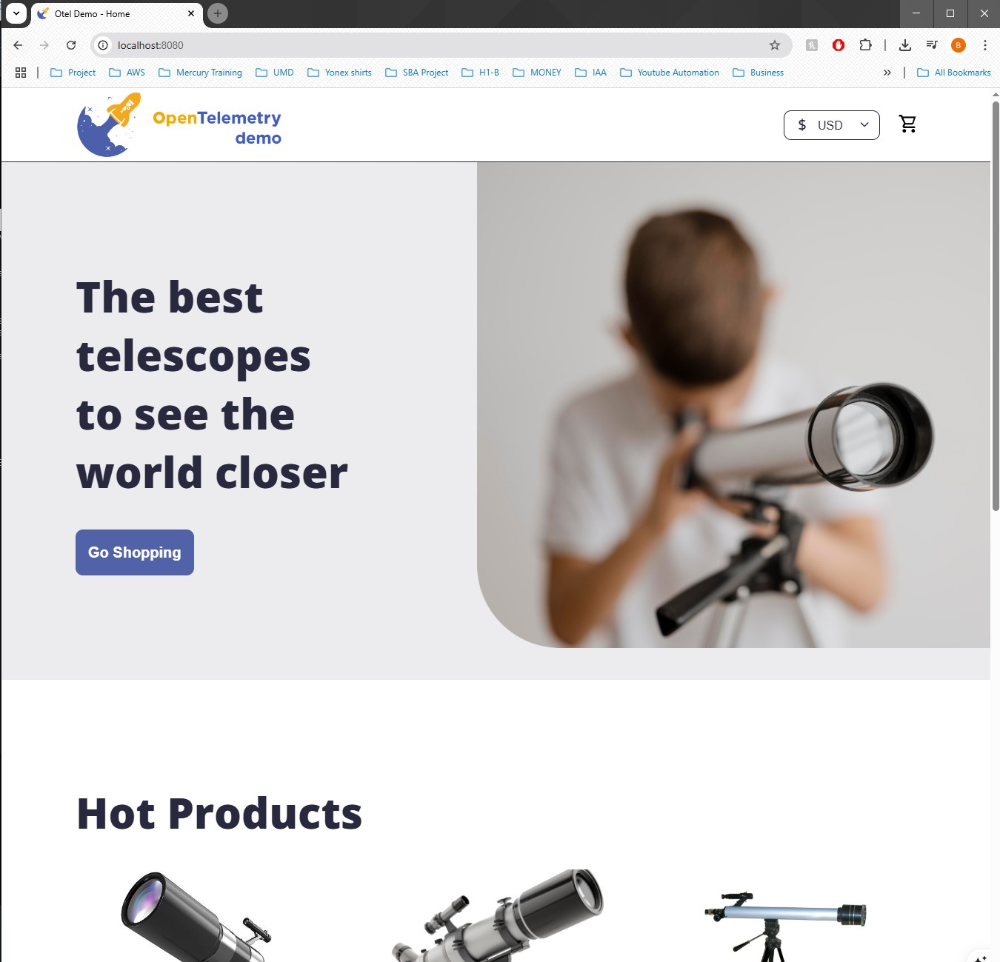 Otel Demo - Home
localhost:8080
B
Project
AWS
Mercury Training
UMD
Yonex shirts
SBA Project
H1-B
MONEY
IAA
Youtube Automation
Business
All Bookmarks
OpenTelemetry
demo
$ USD
The best
telescopes
to see the
world closer
Go Shopping
Hot Products